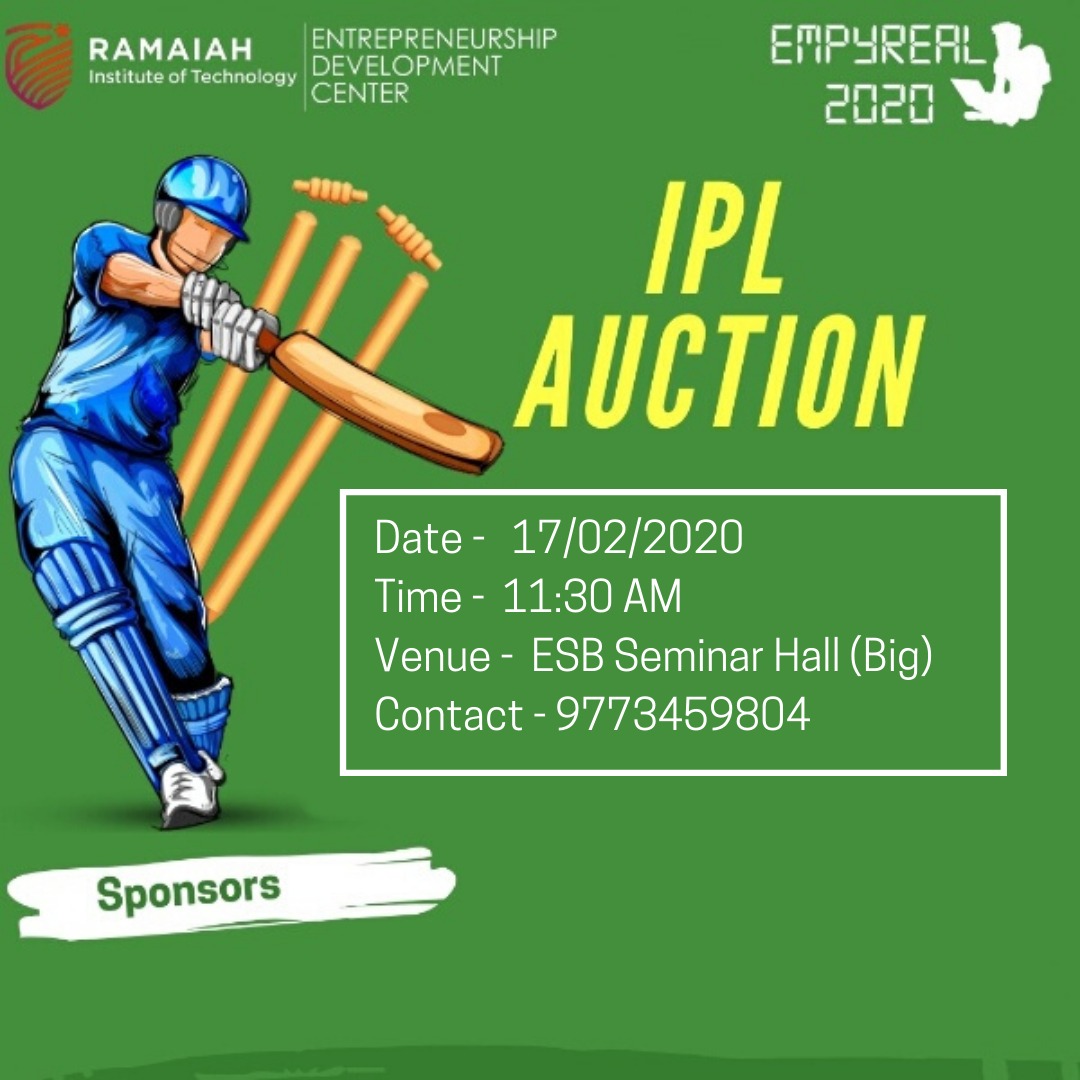 RAMAIAH
Institute of Technology
ENTREPRENEURSHIP
DEVELOPMENT
CENTER
EMPYREAL
2020
IPL
AUCTION
Date - 17/02/2020
Time - 11:30 AM
Venue - ESB Seminar Hall (Big)
Contact - 9773459804
Sponsors